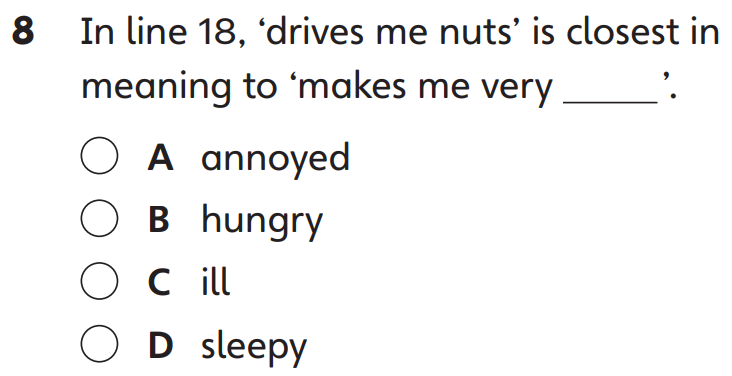 8 In line 18, ‘drives me nuts’ is closest in
meaning to ‘makes me very _____’.
A annoyed
B hungry
C ill
D sleepy